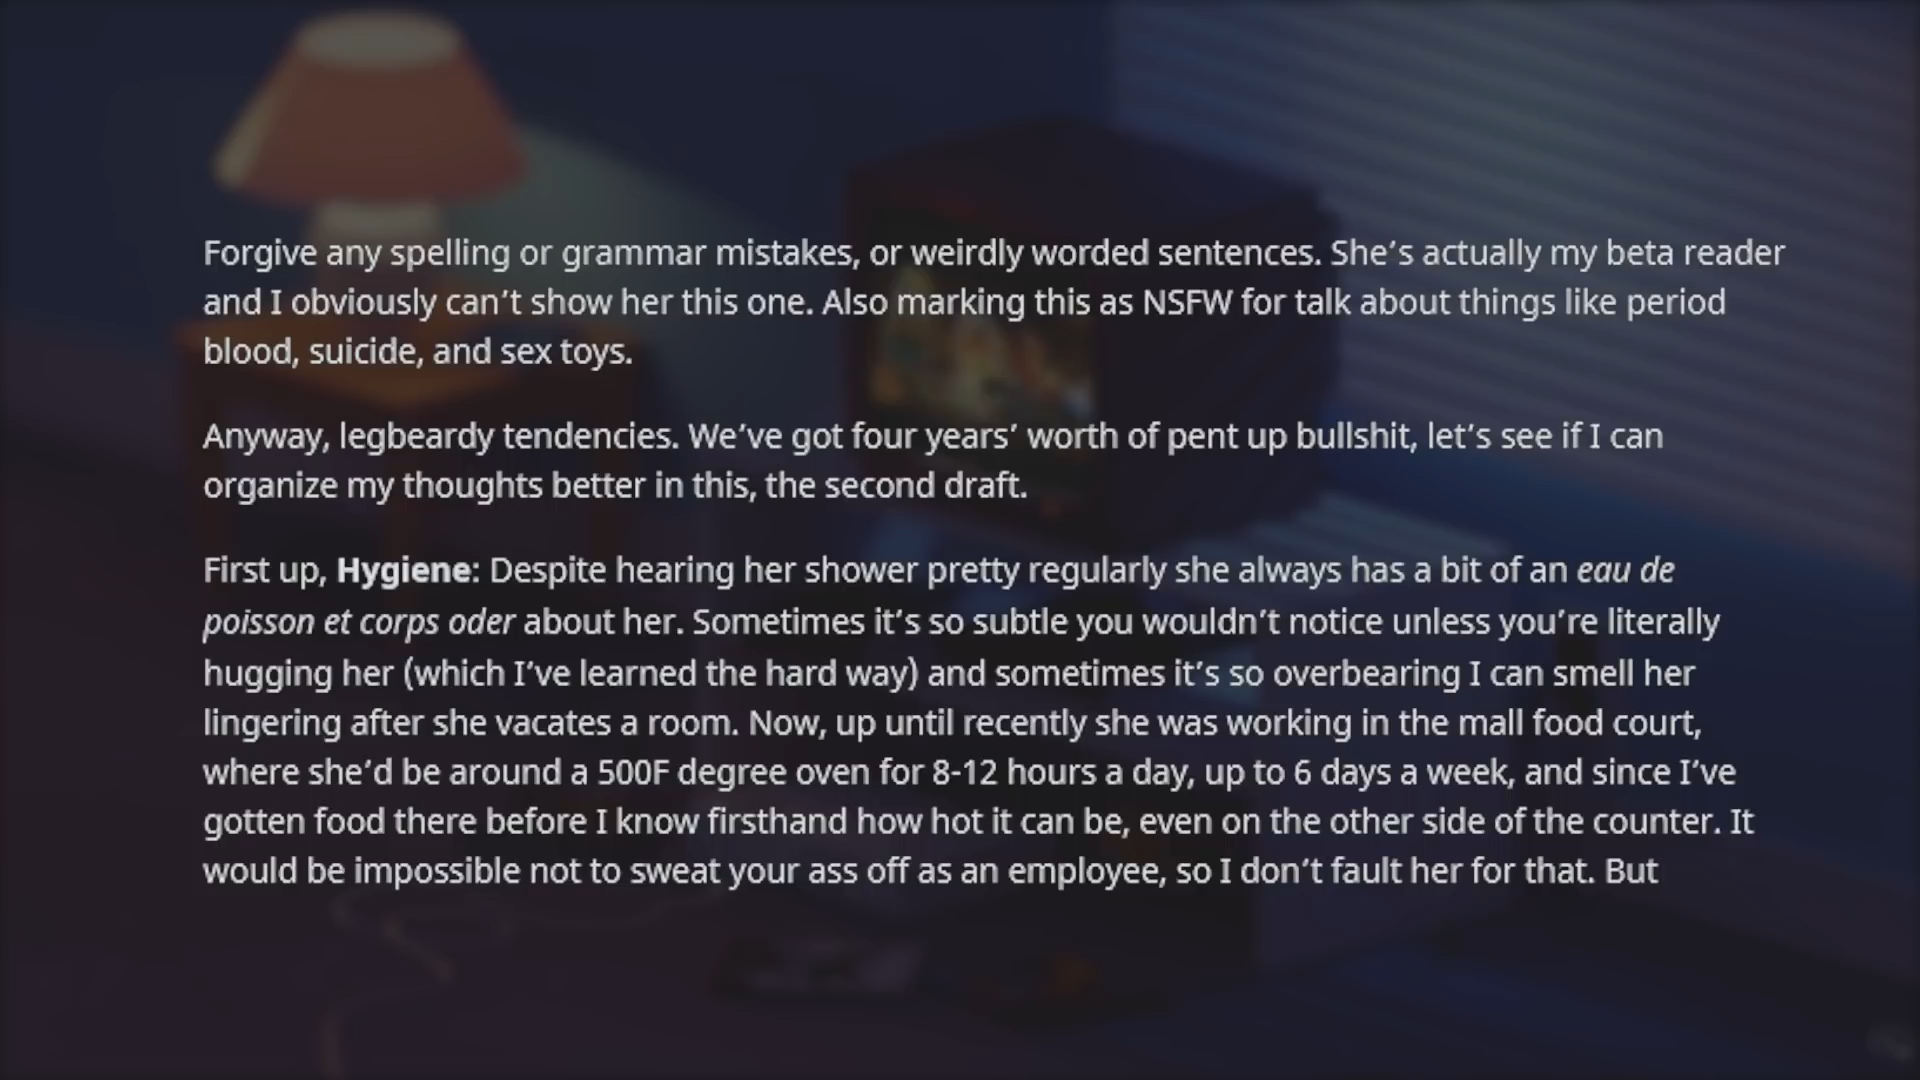 Forgive any spelling or grammar mistakes, or weirdly worded sentences. She's actually my beta reader
and I obviously can't show her this one. Also marking this as NSFW for talk about things like period
blood, suicide, and sex toys.
Anyway, legbeardy tendencies. We've got four years' worth of pent up bullshit, let's see if I can
organize my thoughts better in this, the second draft.
First up, Hygiene: Despite hearing her shower pretty regularly she always has a bit of an eau de
poisson et corps oder about her. Sometimes it's so subtle you wouldn't notice unless you're literally
hugging her (which I've learned the hard way) and sometimes it's so overbearing I can smell her
lingering after she vacates a room. Now, up until recently she was working in the mall food court,
where she'd be around a 500F degree oven for 8-12 hours a day, up to 6 days a week, and since I've
gotten food there before I know firsthand how hot it can be, even on the other side of the counter. It
would be impossible not to sweat your ass off as an employee, so I don't fault her for that. But